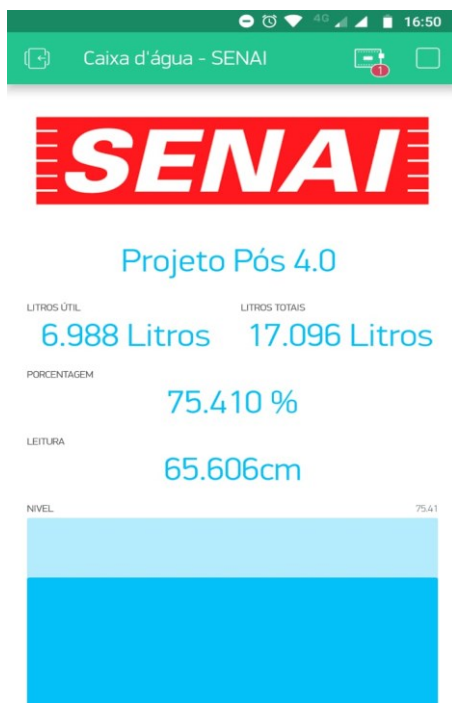 4G 16:50
Caixa d'água - SENAI
1
SENAI
Projeto Pós 4.0
LITROS ÚTIL LITROS TOTAIS
6.988 Litros 17.096 Litros
PORCENTAGEM
75.410 %
LEITURA
65.606cm
NIVEL 75.41